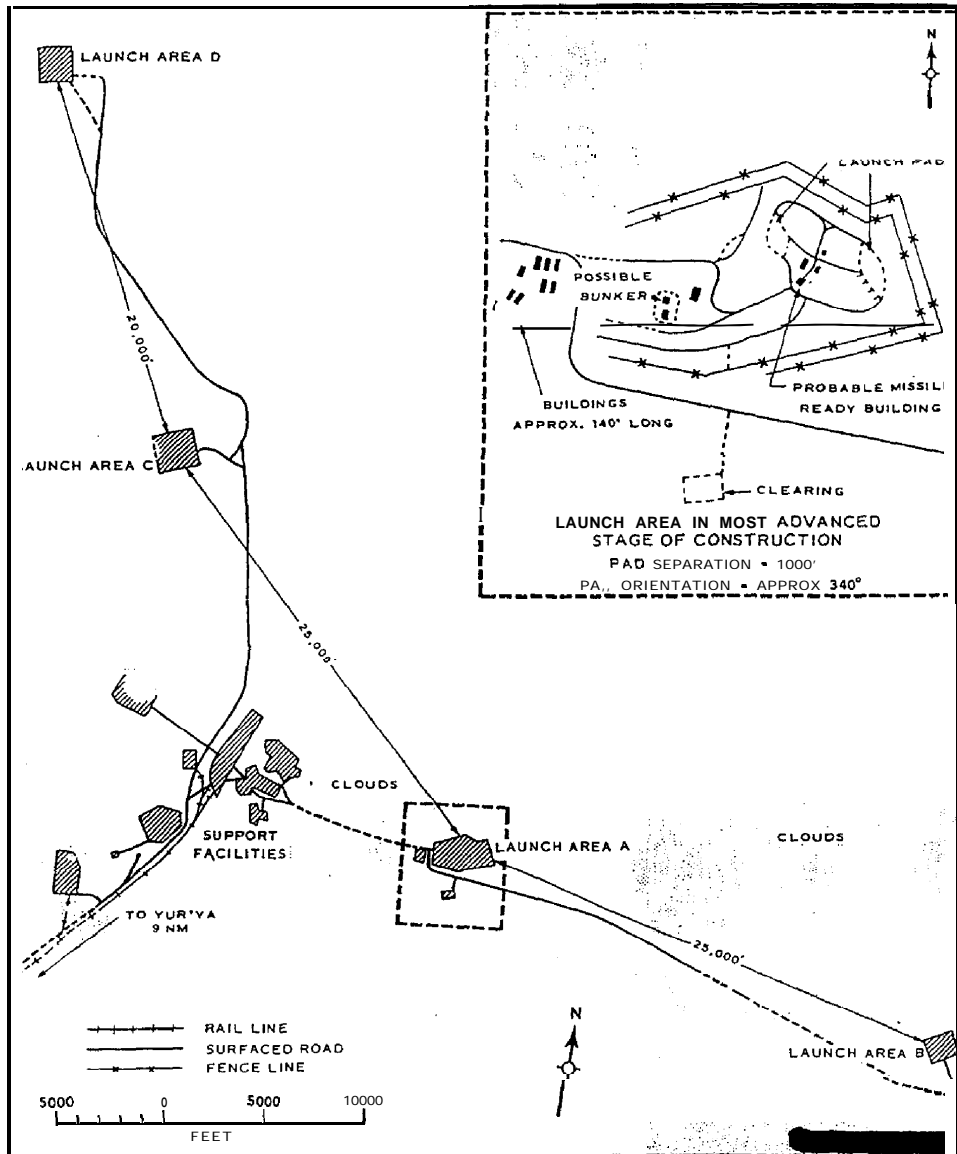 LAUNCH AREA D
N
LAUNCH PAD
POSSIBLE
BUNKER
PROBABLE MISSIL
READY BUILDING
BUILDINGS
APPROX. 140° LONG
CLEARING
LAUNCH AREA IN MOST ADVANCED
STAGE OF CONSTRUCTION
PAD SEPARATION = 1000'
PA,, ORIENTATION = APPROX 340°
20,000'
AUNCH AREA C
25,000'
CLOUDS
CLOUDS
SUPPORT
FACILITIES
LAUNCH AREA A
TO YUR'YA
9 NM
25,000'
LAUNCH AREA B
N
RAIL LINE
SURFACED ROAD
FENCE LINE
5000 0 5000 10000
FEET